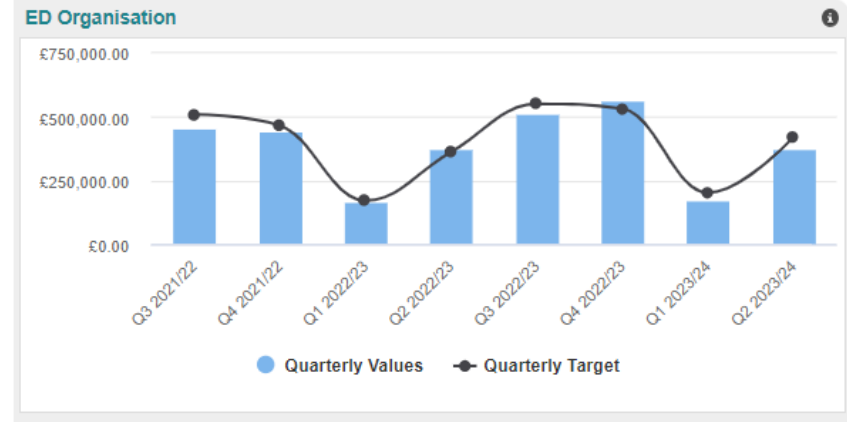 ED Organisation
£750,000.00
£500,000.00
£250,000.00
£0.00
Q3 2021/22
Q4 2021/22
Q1 2022/23
Q2 2022/23
Q3 2022/23
Q4 2022/23
Q1 2023/24
Q2 2023/24
Quarterly Values
Quarterly Target